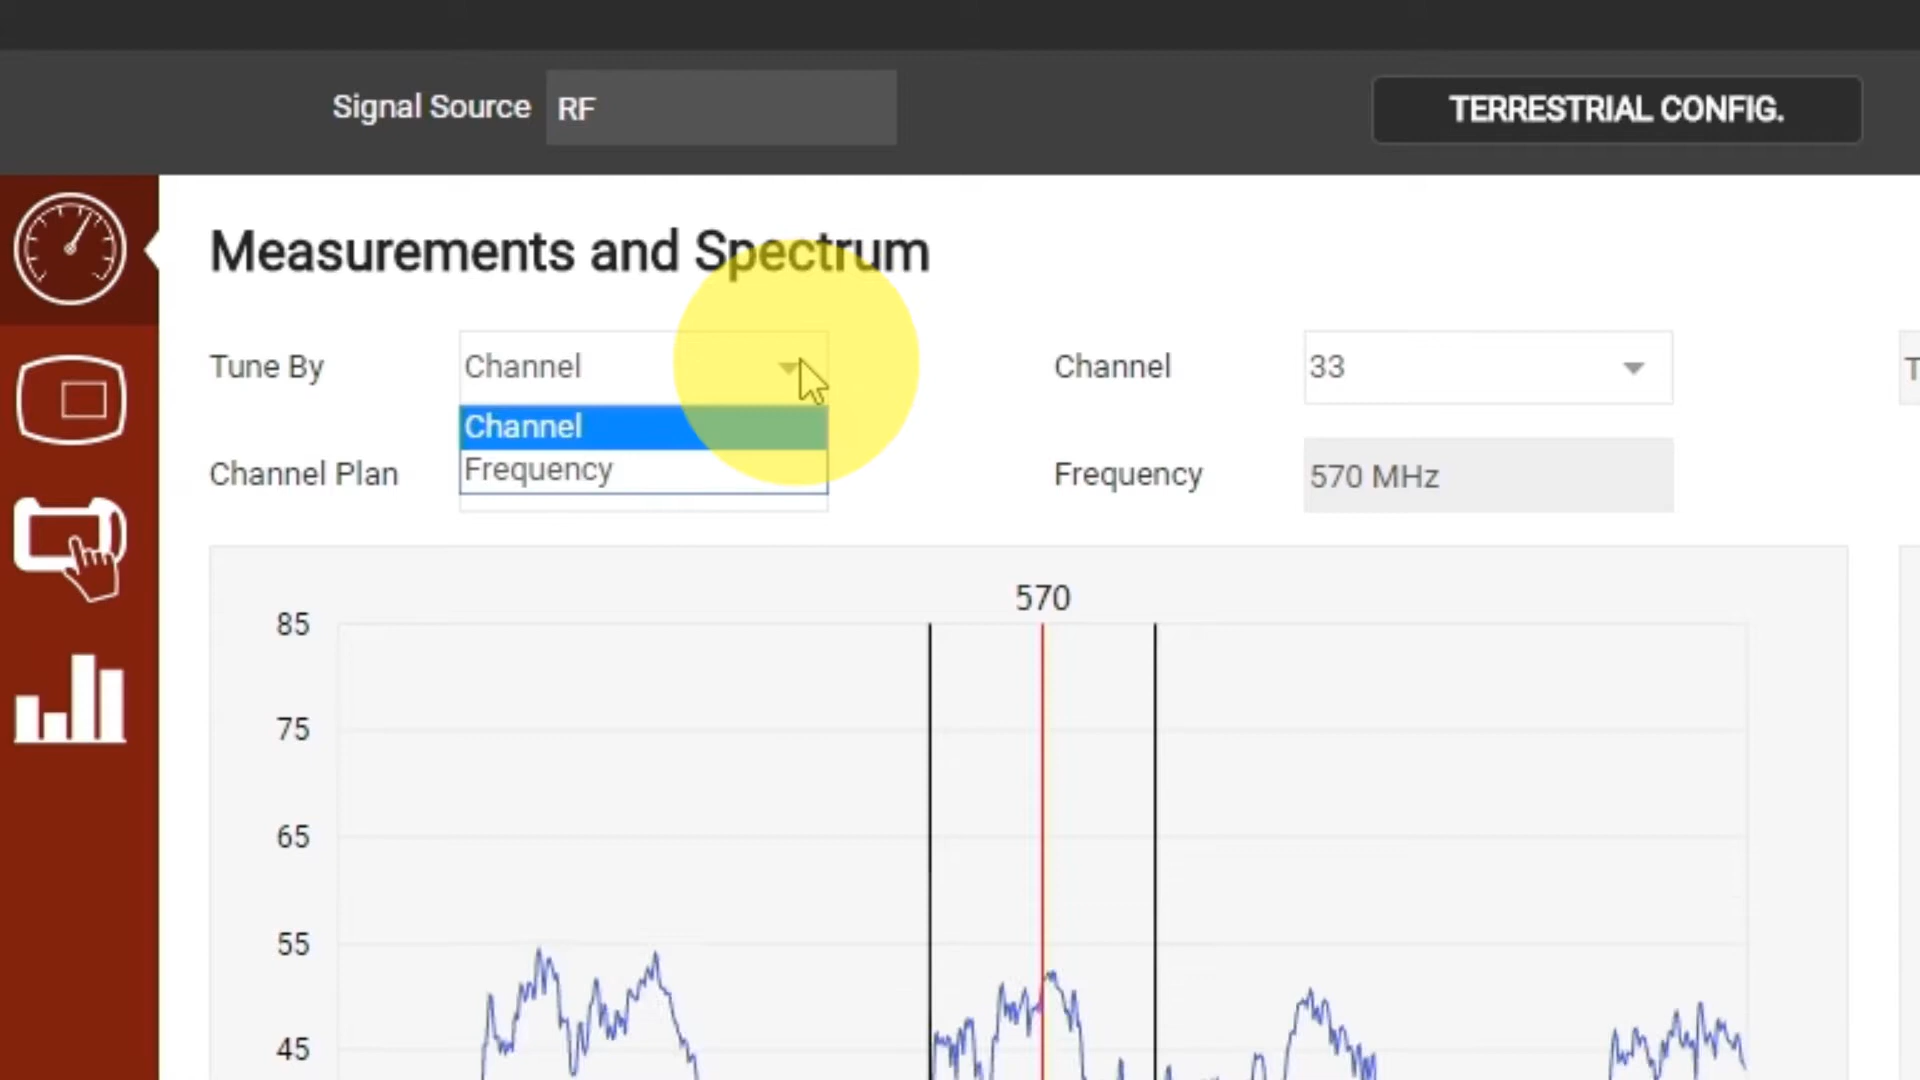 Signal Source RF
TERRESTRIAL CONFIG.
Measurements and Spectrum
Tune By Channel
Channel
Frequency
Channel Plan
Channel 33
Frequency 570 MHz
T
570
85
75
65
55
45